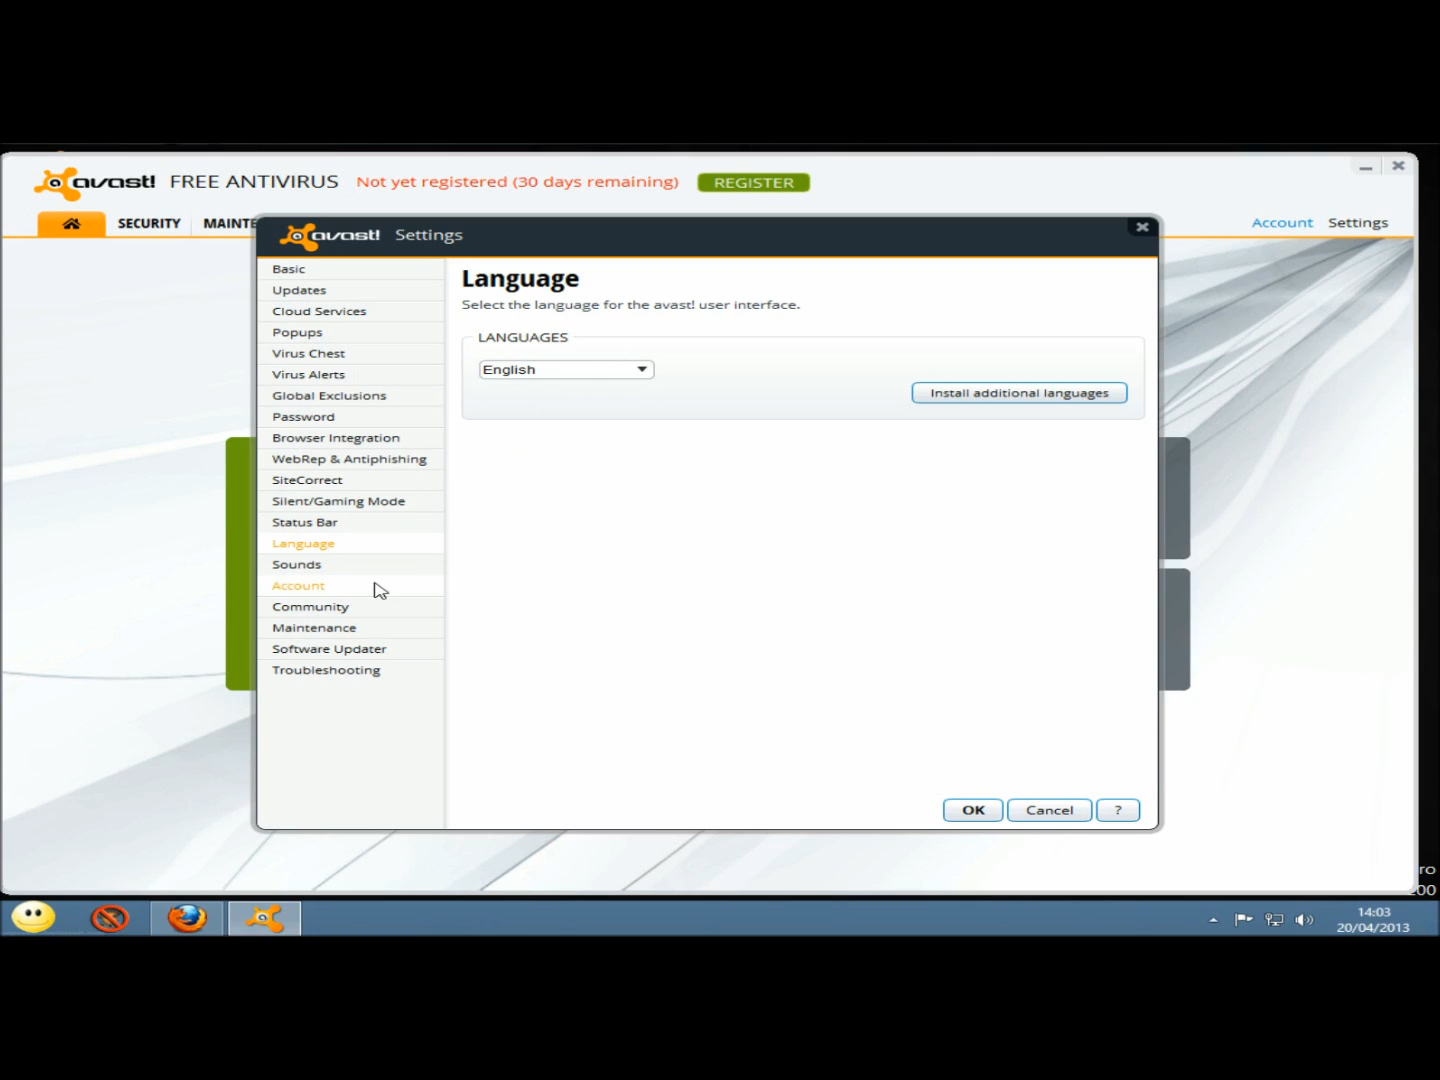 avast! FREE ANTIVIRUS Not yet registered (30 days remaining) REGISTER
SECURITY MAINTE Account Settings
avast! Settings
Basic
Updates
Cloud Services
Popups
Virus Chest
Virus Alerts
Global Exclusions
Password
Browser Integration
WebRep & Antiphishing
SiteCorrect
Silent/Gaming Mode
Status Bar
Language
Sounds
Account
Community
Maintenance
Software Updater
Troubleshooting
Language
Select the language for the avast! user interface.
LANGUAGES
English
Install additional languages
OK Cancel ?
ro
00
14:03
20/04/2013